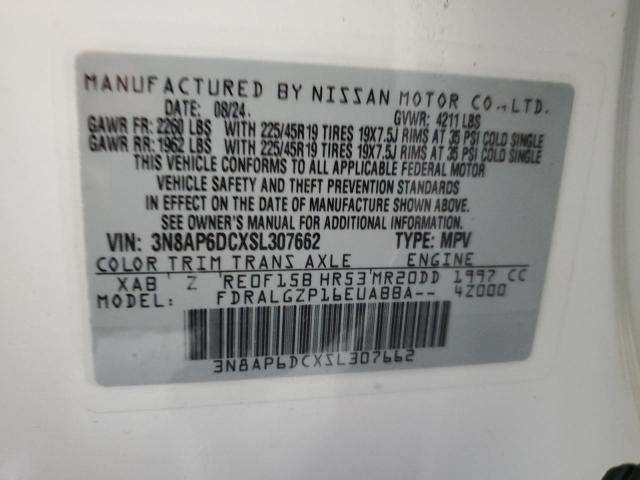 MANUFACTURED BY NISSAN MOTOR CO.,LTD.
DATE: 08/24. GVWR: 4211 LBS
GAWR FR: 2260 LBS WITH 225/45R19 TIRES 19X7.5J RIMS AT 35 PSI COLD SINGLE
GAWR RR: 1962 LBS WITH 225/45R19 TIRES 19X7.5J RIMS AT 35 PSI COLD SINGLE
THIS VEHICLE CONFORMS TO ALL APPLICABLE FEDERAL MOTOR
VEHICLE SAFETY AND THEFT PREVENTION STANDARDS
IN EFFECT ON THE DATE OF MANUFACTURE SHOWN ABOVE.
SEE OWNER'S MANUAL FOR ADDITIONAL INFORMATION
VIN: 3N8AP6DCXSL307662 TYPE: MPV
COLOR TRIM TRANS AXLE ENGINE
XAB Z RE0F15B HR53 MR20DD 1997 CC
MODEL: FDRALGZP16EUABBA-- 42000
3N8AP6DCXSL307662